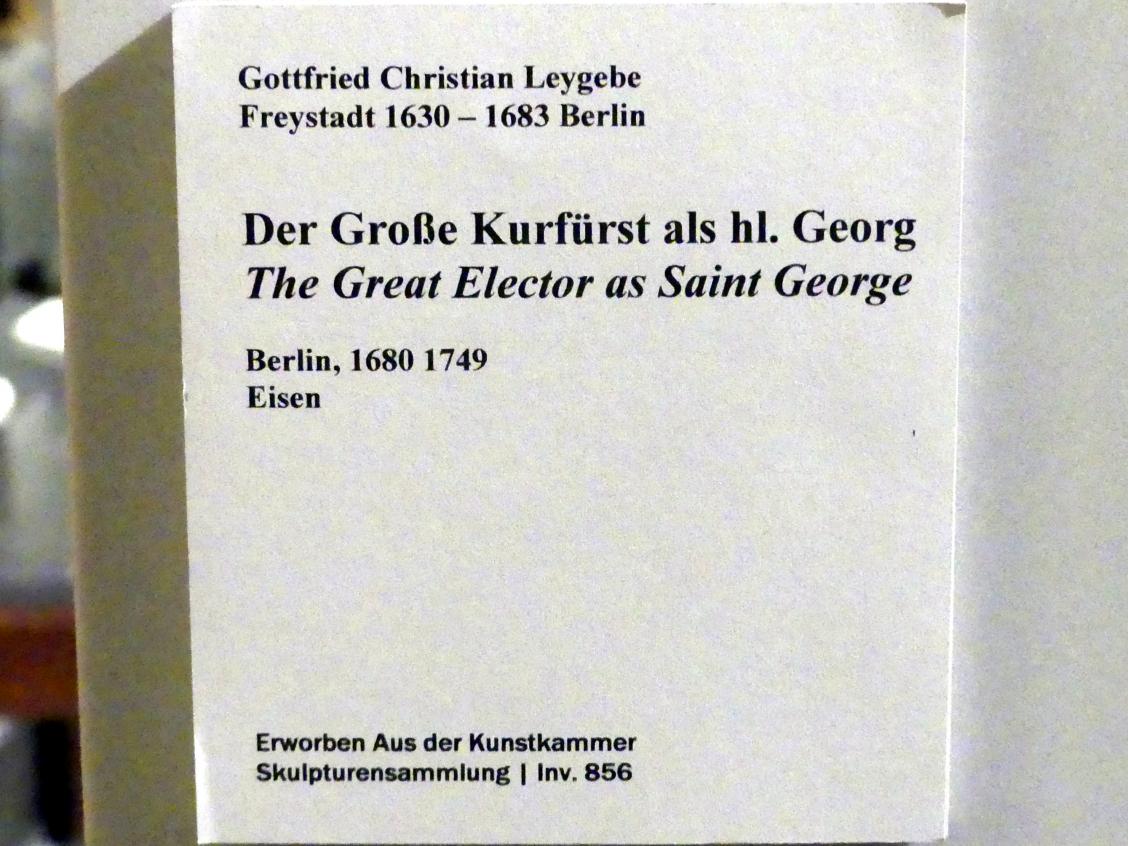 Gottfried Christian Leygebe
Freystadt 1630 – 1683 Berlin
Der Große Kurfürst als hl. Georg
The Great Elector as Saint George
Berlin, 1680 1749
Eisen
Erworben Aus der Kunstkammer
Skulpturensammlung | Inv. 856